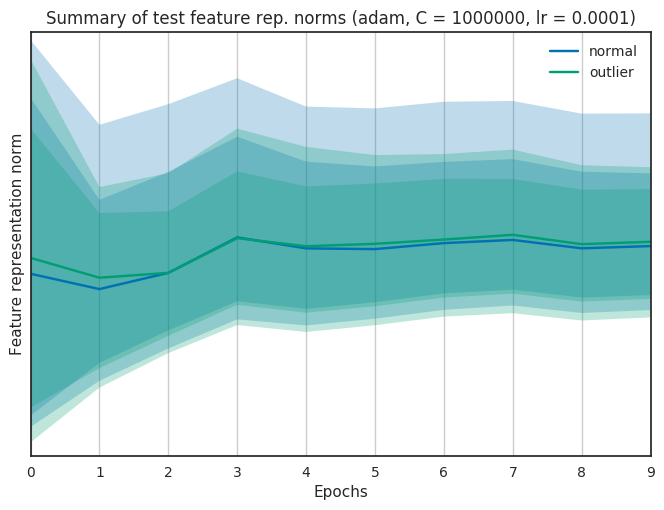 Summary of test feature rep. norms (adam, C = 1000000, lr = 0.0001)
normal
outlier
Feature representation norm
0 1 2 3 4 5 6 7 8 9
Epochs